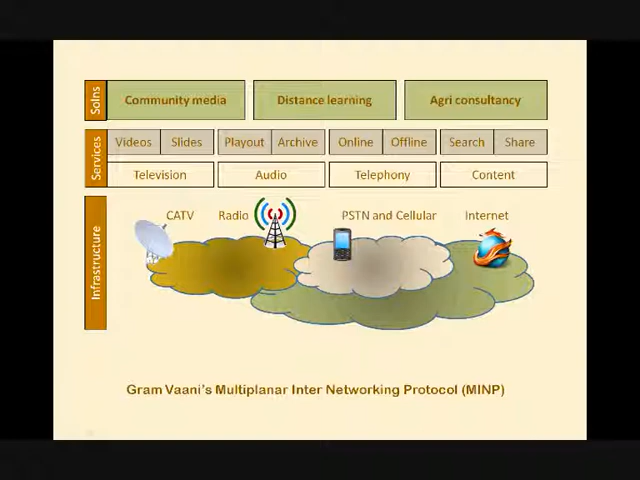 Solns
Community media
Distance learning
Agri consultancy
Services
Videos
Slides
Playout
Archive
Online
Offline
Search
Share
Television
Audio
Telephony
Content
Infrastructure
CATV
Radio
PSTN and Cellular
Internet
Gram Vaani's Multiplanar Inter Networking Protocol (MINP)